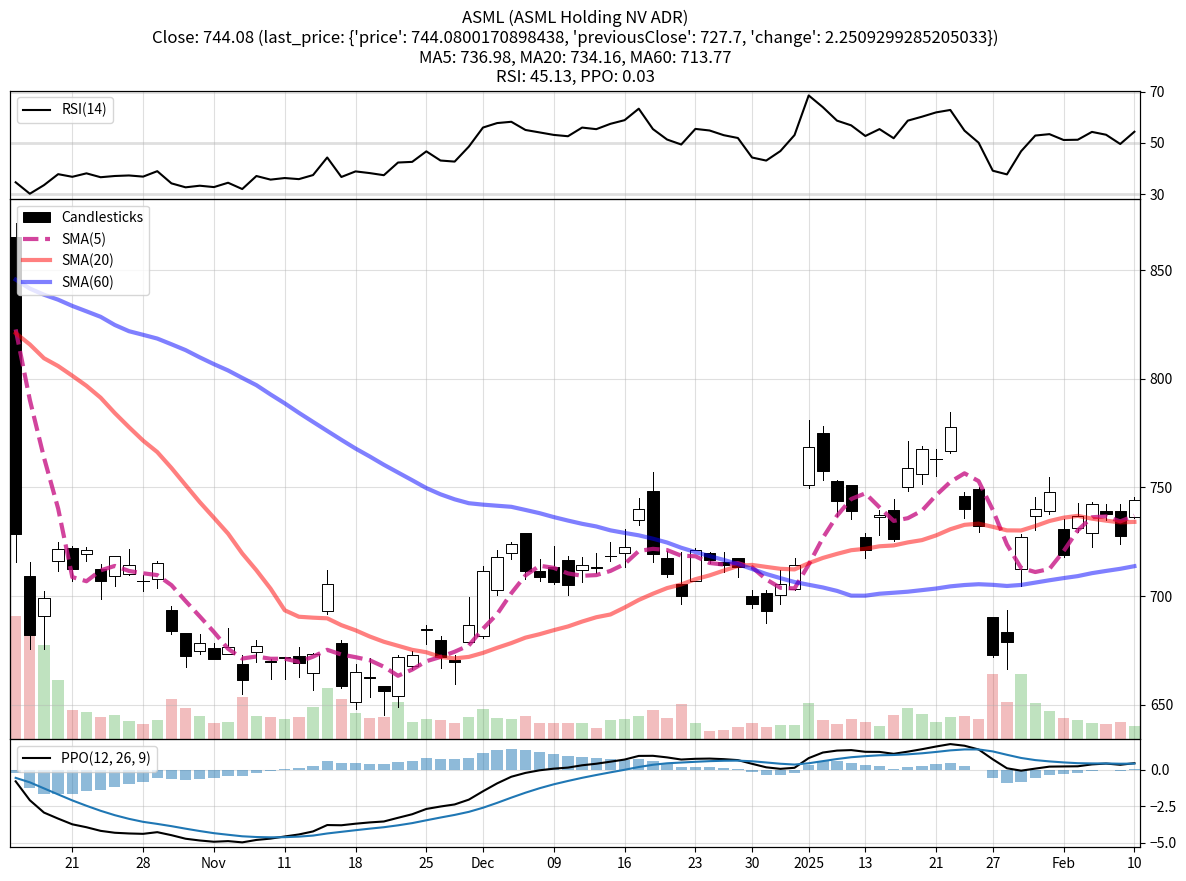 ASML (ASML Holding NV ADR)
Close: 744.08 (last_price: {'price': 744.0800170898438, 'previousClose': 727.7, 'change': 2.2509299285205033})
MA5: 736.98, MA20: 734.16, MA60: 713.77
RSI: 45.13, PPO: 0.03
RSI(14)
70
50
30
Candlesticks
SMA(5)
SMA(20)
SMA(60)
850
800
750
700
650
PPO(12, 26, 9)
0.0
−2.5
−5.0
21 28 Nov 11 18 25 Dec 09 16 23 30 2025 13 21 27 Feb 10